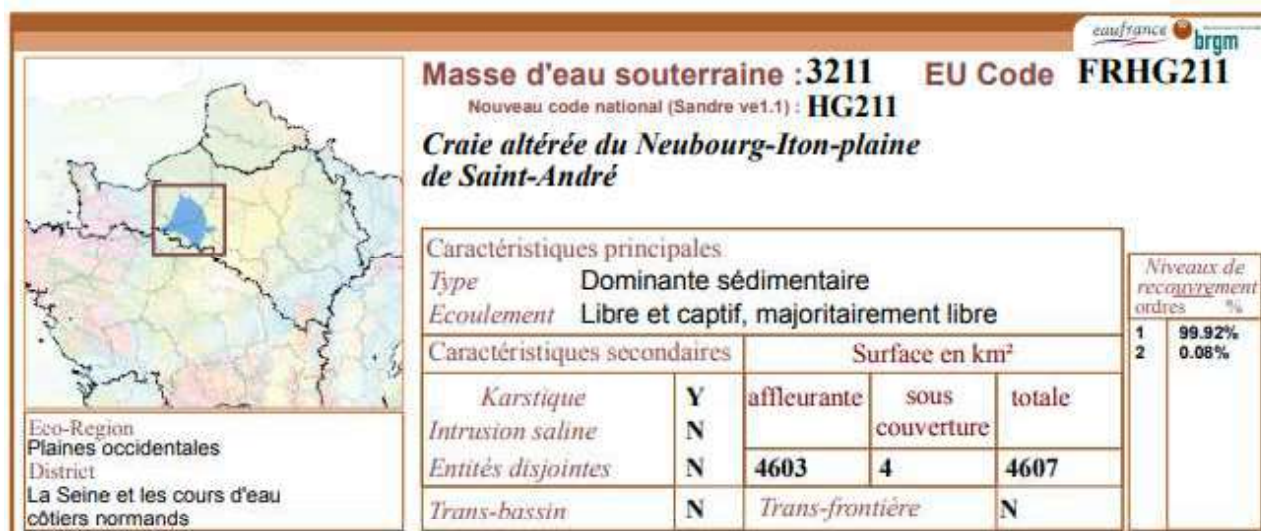 eaufrance brgm
Masse d'eau souterraine : 3211 EU Code FRHG211
Nouveau code national (Sandre ve1.1) : HG211
Craie altérée du Neubourg-Iton-plaine
de Saint-André
Caractéristiques principales
Type Dominante sédimentaire
Ecoulement Libre et captif, majoritairement libre
Caractéristiques secondaires Surface en km²
Karstique Y affleurante sous couverture totale
Intrusion saline N
Entités disjointes N 4603 4 4607
Trans-bassin N Trans-frontière N
Niveaux de
recouvrement
ordres %
1 99.92%
2 0.08%
Eco-Region
Plaines occidentales
District
La Seine et les cours d'eau
côtiers normands